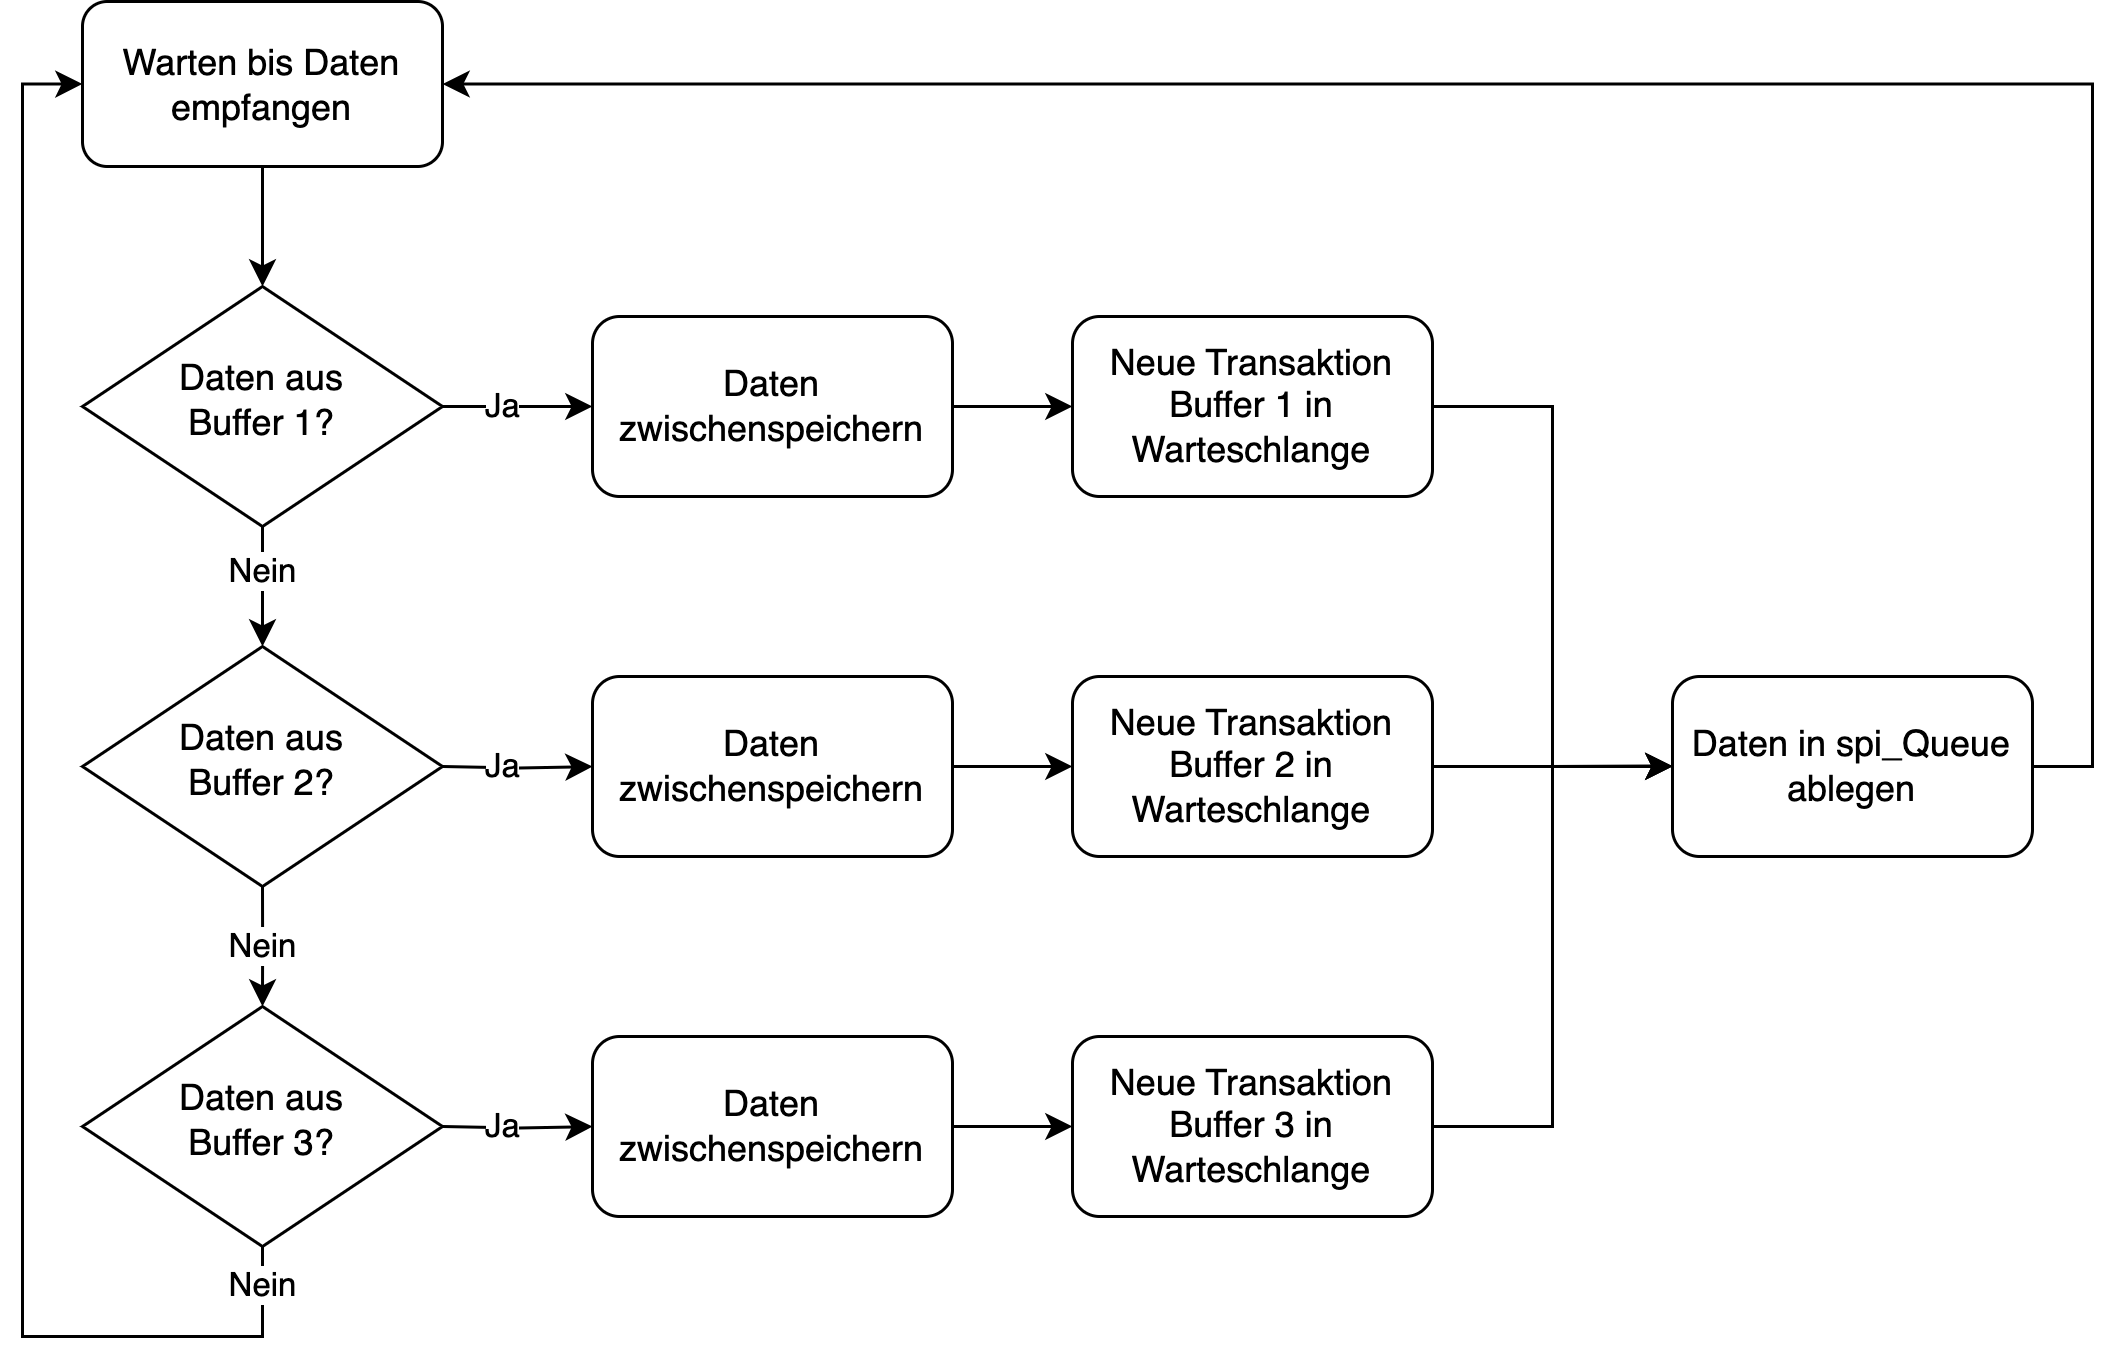 Warten bis Daten
empfangen
Daten aus
Buffer 1?
Ja
Daten
zwischenspeichern
Neue Transaktion
Buffer 1 in
Warteschlange
Nein
Daten aus
Buffer 2?
Ja
Daten
zwischenspeichern
Neue Transaktion
Buffer 2 in
Warteschlange
Daten in spi_Queue
ablegen
Nein
Daten aus
Buffer 3?
Ja
Daten
zwischenspeichern
Neue Transaktion
Buffer 3 in
Warteschlange
Nein